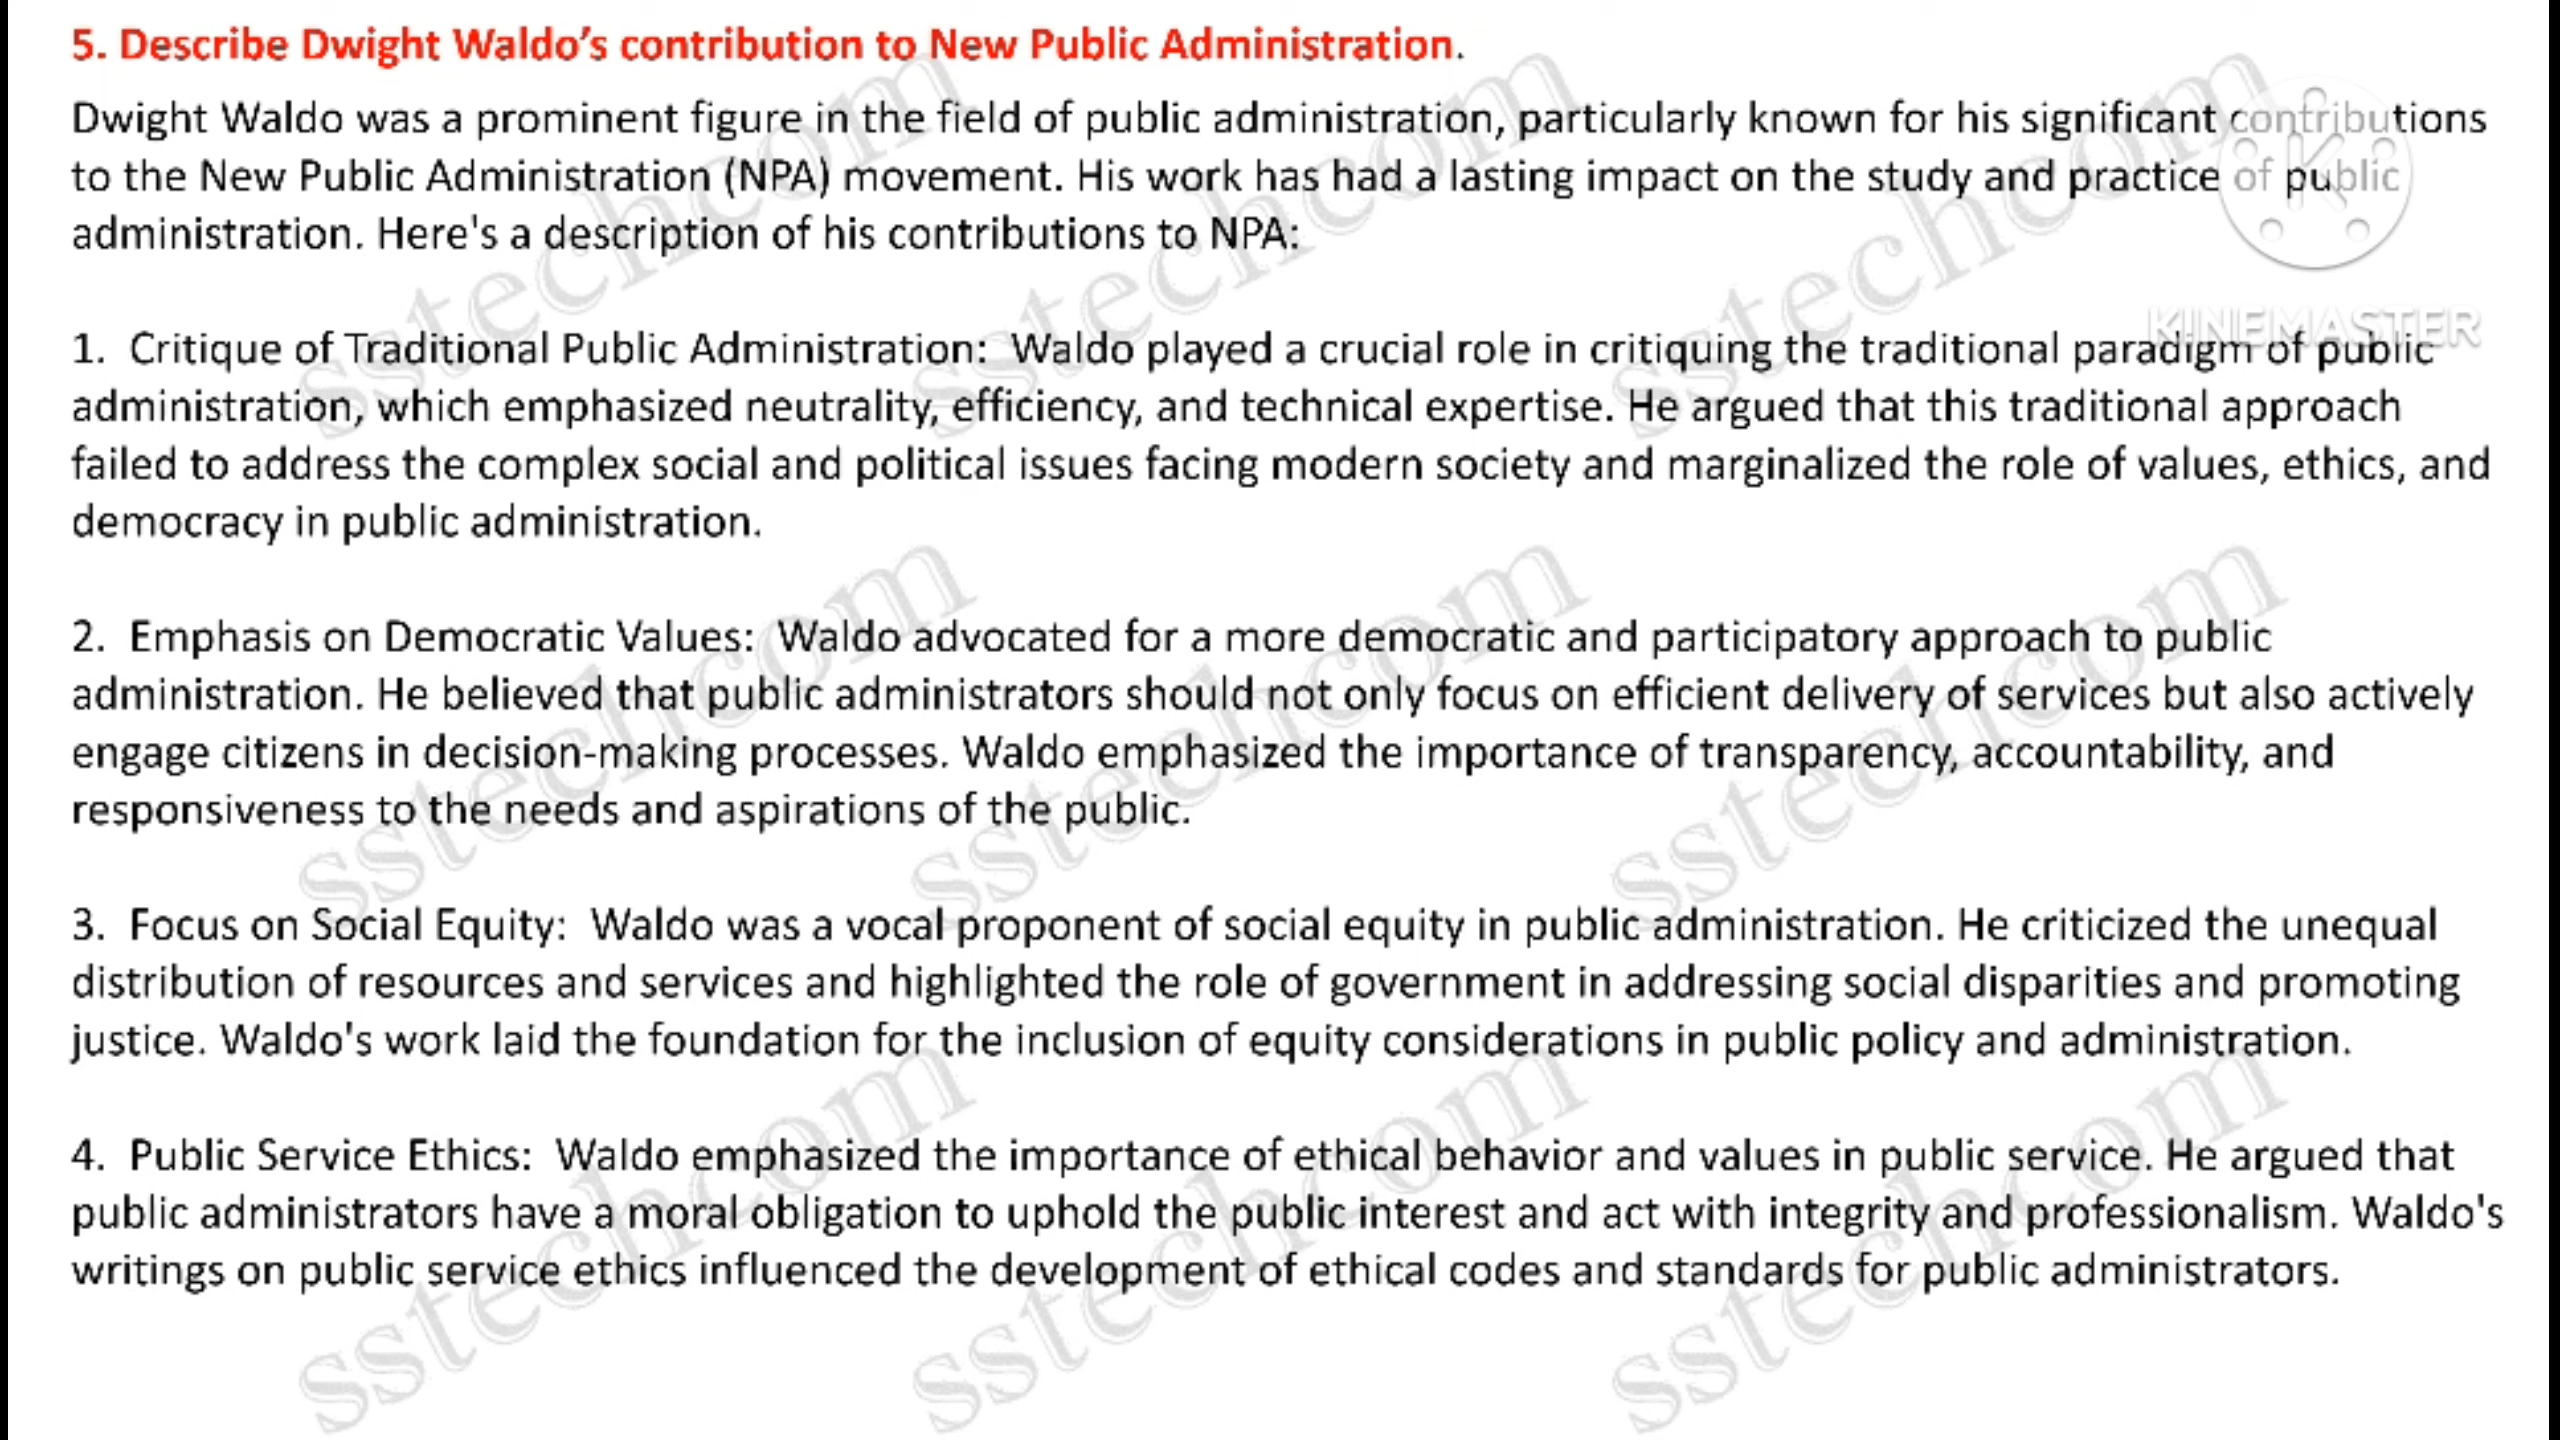 5. Describe Dwight Waldo’s contribution to New Public Administration.
Dwight Waldo was a prominent figure in the field of public administration, particularly known for his significant contributions
to the New Public Administration (NPA) movement. His work has had a lasting impact on the study and practice of public
administration. Here's a description of his contributions to NPA:
KINEMASTER
1. Critique of Traditional Public Administration: Waldo played a crucial role in critiquing the traditional paradigm of public
administration, which emphasized neutrality, efficiency, and technical expertise. He argued that this traditional approach
failed to address the complex social and political issues facing modern society and marginalized the role of values, ethics, and
democracy in public administration.
2. Emphasis on Democratic Values: Waldo advocated for a more democratic and participatory approach to public
administration. He believed that public administrators should not only focus on efficient delivery of services but also actively
engage citizens in decision-making processes. Waldo emphasized the importance of transparency, accountability, and
responsiveness to the needs and aspirations of the public.
3. Focus on Social Equity: Waldo was a vocal proponent of social equity in public administration. He criticized the unequal
distribution of resources and services and highlighted the role of government in addressing social disparities and promoting
justice. Waldo's work laid the foundation for the inclusion of equity considerations in public policy and administration.
4. Public Service Ethics: Waldo emphasized the importance of ethical behavior and values in public service. He argued that
public administrators have a moral obligation to uphold the public interest and act with integrity and professionalism. Waldo's
writings on public service ethics influenced the development of ethical codes and standards for public administrators.
sstechcom sstechcom sstechcom
sstechcom sstechcom sstechcom
sstechcom sstechcom sstechcom